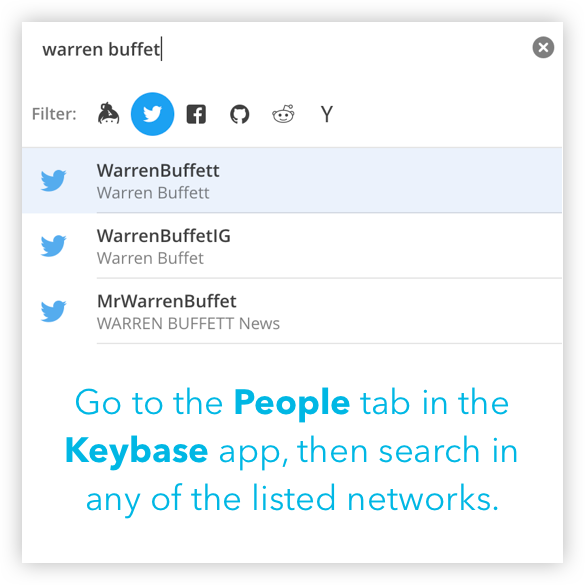 warren buffet
Filter:
Y
WarrenBuffett
Warren Buffett
WarrenBuffetIG
Warren Buffet
MrWarrenBuffet
WARREN BUFFETT News
Go to the People tab in the
Keybase app, then search in
any of the listed networks.